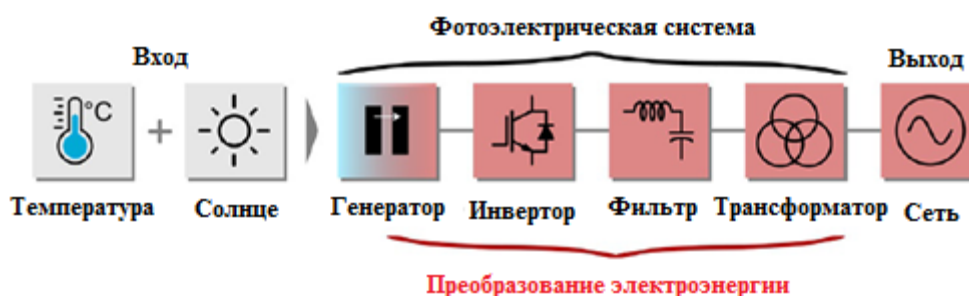 Фотоэлектрическая система
Вход
Выход
°C
Температура
Солнце
Генератор
Инвертор
Фильтр
Трансформатор
Сеть
Преобразование электроэнергии